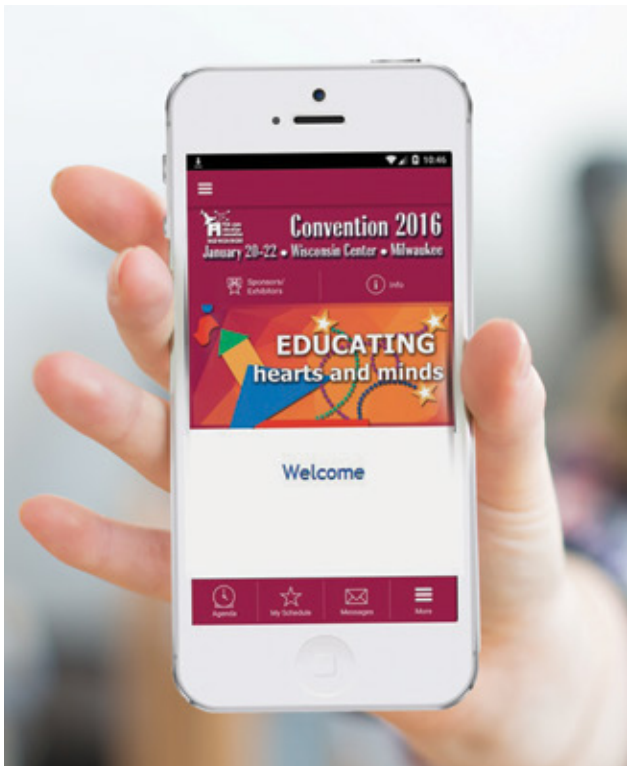 10:46
Convention 2016
January 20-22 • Wisconsin Center • Milwaukee
Sponsors/
Exhibitors
Info
EDUCATING
hearts and minds
Welcome
Agenda
My Schedule
Messages
More